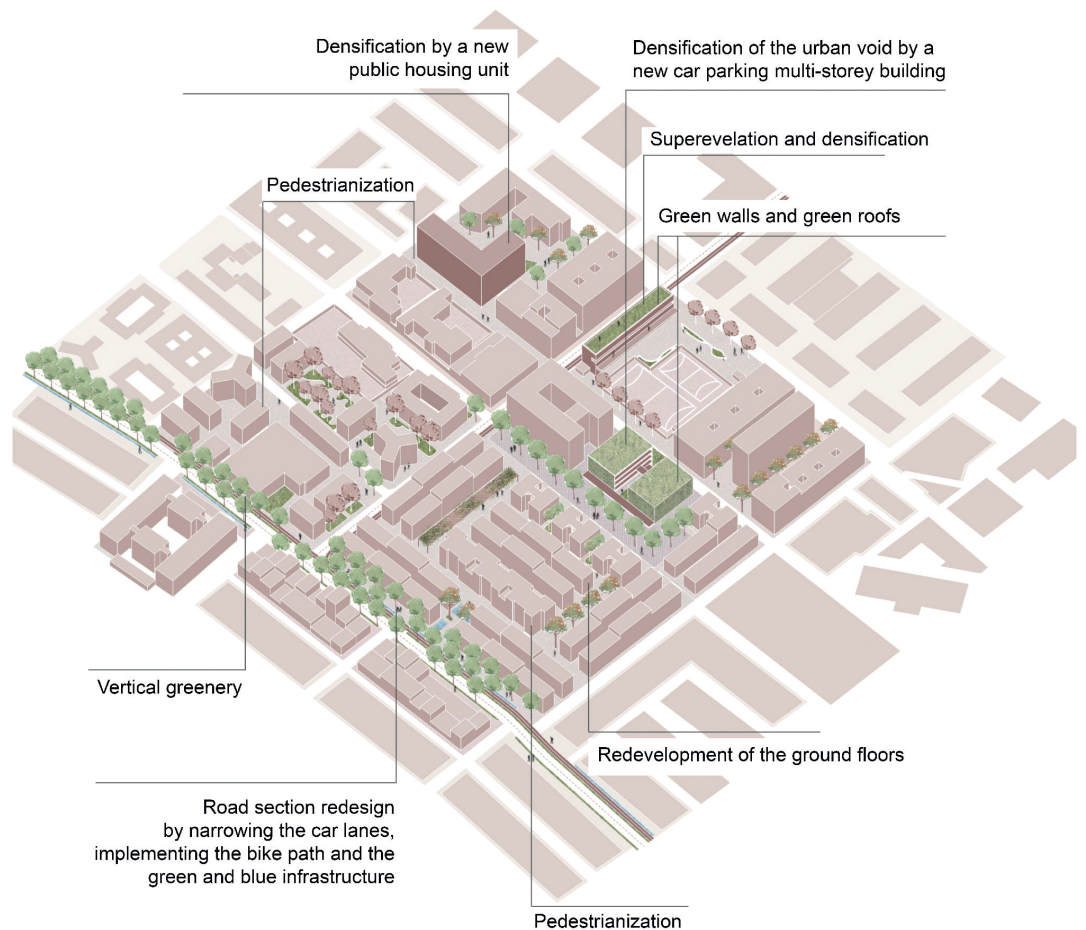 Densification by a new
public housing unit
Densification of the urban void by a
new car parking multi-storey building
Superevelation and densification
Pedestrianization
Green walls and green roofs
Vertical greenery
Redevelopment of the ground floors
Road section redesign
by narrowing the car lanes,
implementing the bike path and the
green and blue infrastructure
Pedestrianization